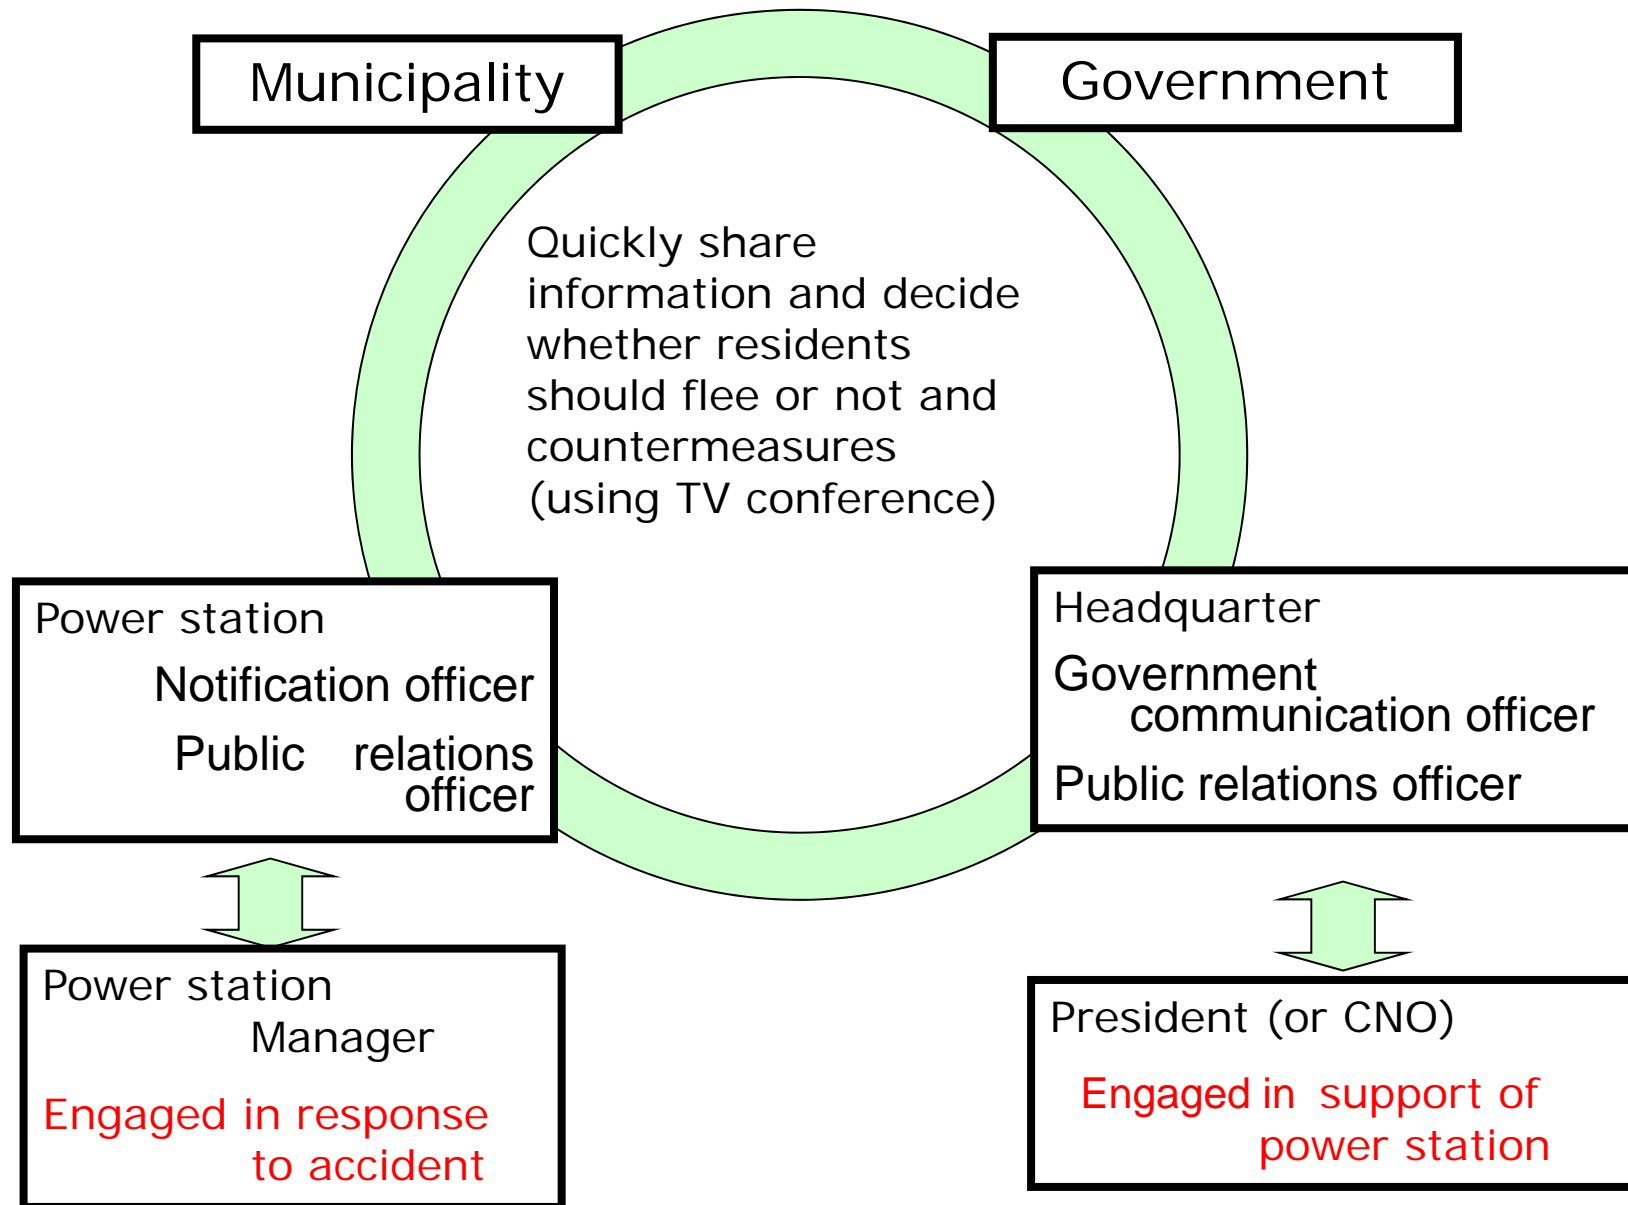 Municipality
Government
Quickly share
information and decide
whether residents
should flee or not and
countermeasures
(using TV conference)
Power station
Notification officer
Public relations
officer
Headquarter
Government
communication officer
Public relations officer
Power station
Manager
Engaged in response
to accident
President (or CNO)
Engaged in support of
power station